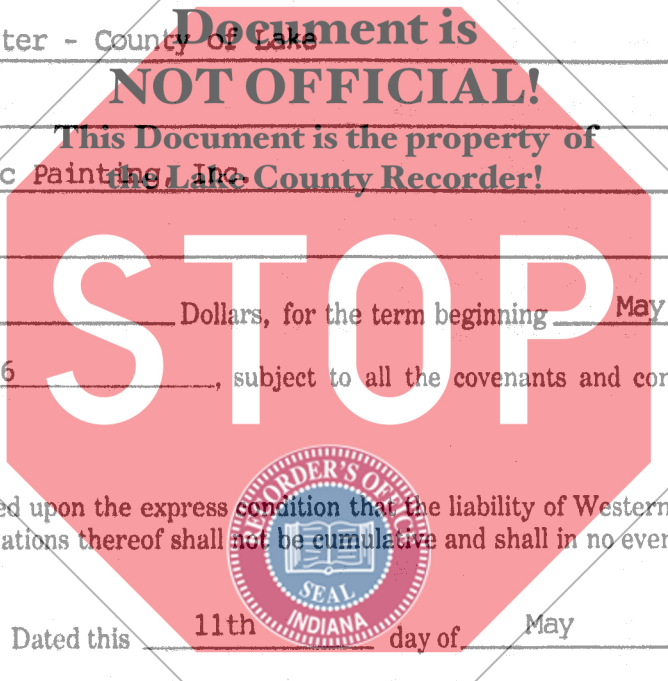 Document is
ter - County of Lake
NOT OFFICIAL!
This Document is the property of
the Lake County Recorder!
c Painting, Inc.
STOP
Dollars, for the term beginning May
6, subject to all the covenants and con
ed upon the express condition that the liability of Western
ations thereof shall not be cumulative and shall in no even
RECORDER'S OFFICE
SEAL
INDIANA
Dated this 11th day of May